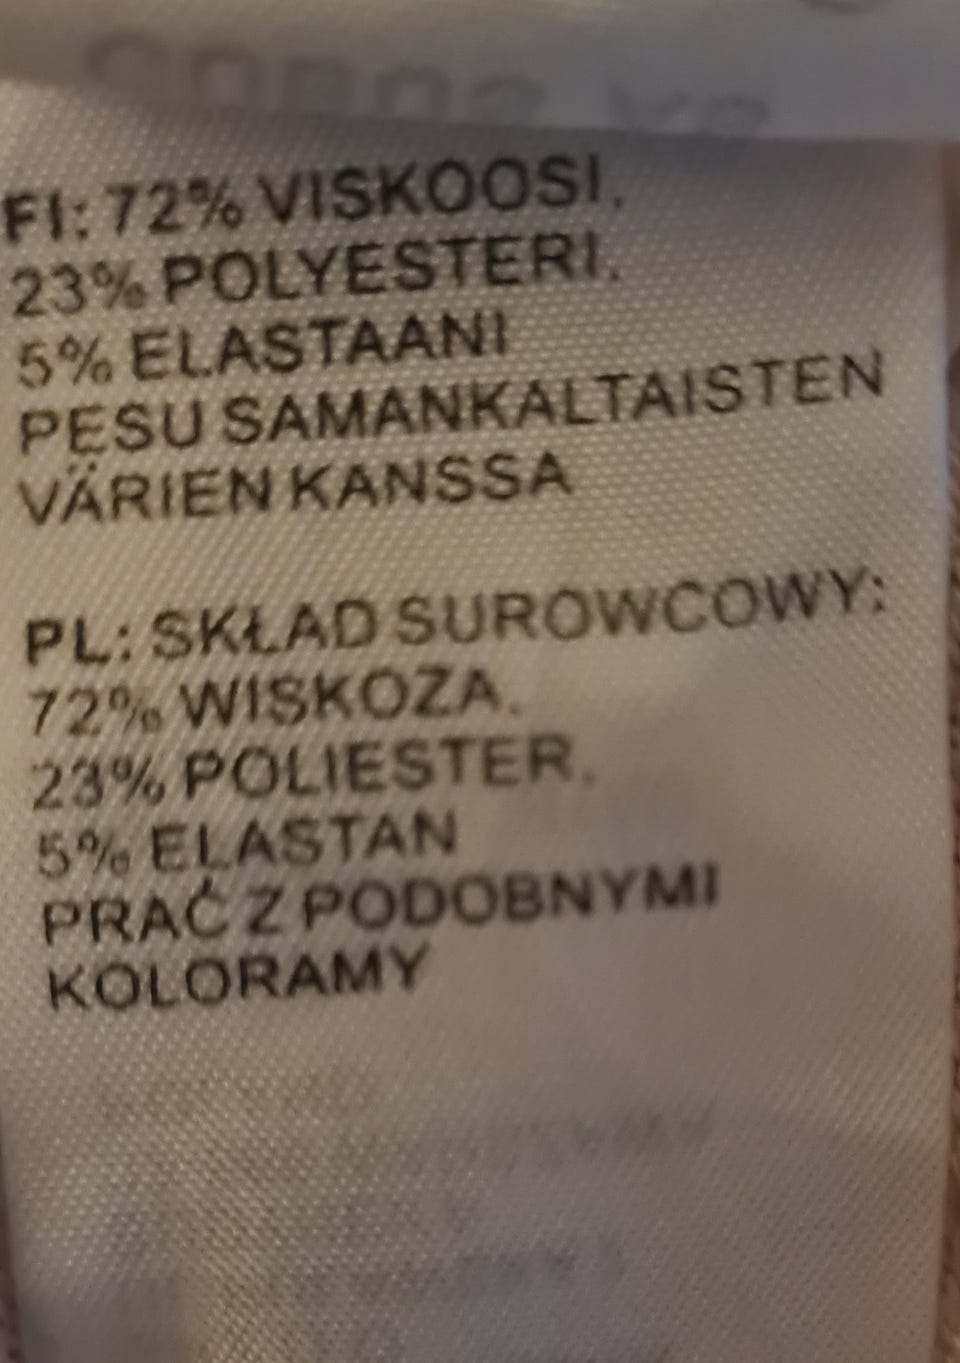 FI: 72% VISKOOSI.
23% POLYESTERI.
5% ELASTAANI
PESU SAMANKALTAISTEN
VÄRIEN KANSSA
PL: SKŁAD SUROWCOWY:
72% WISKOZA.
23% POLIESTER.
5% ELASTAN
PRAĆ Z PODOBNYMI
KOLORAMY